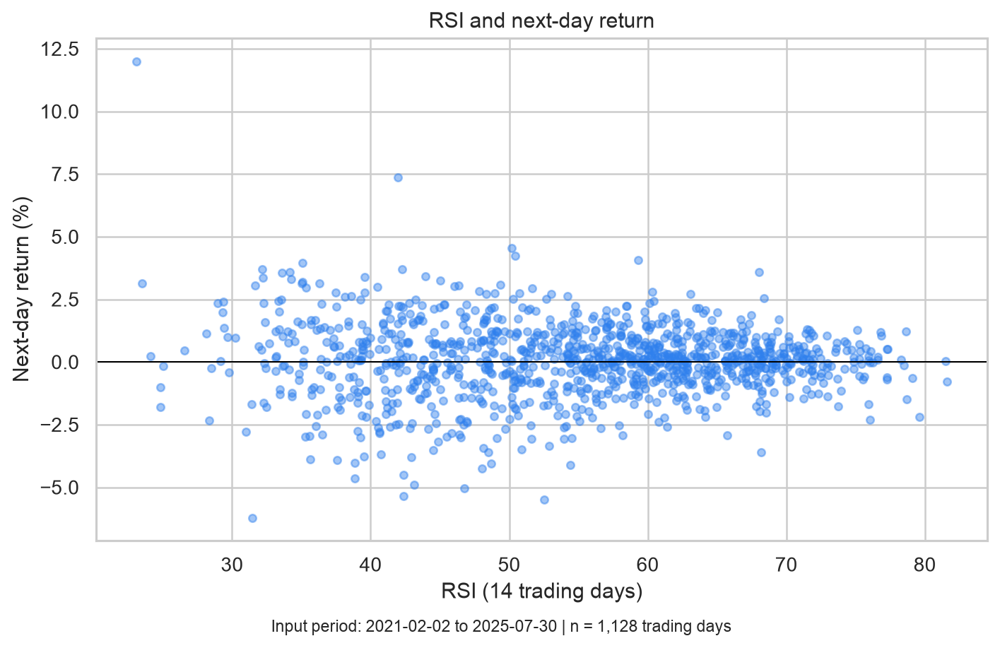 RSI and next-day return
12.5
10.0
7.5
5.0
2.5
0.0
−2.5
−5.0
Next-day return (%)
30 40 50 60 70 80
RSI (14 trading days)
Input period: 2021-02-02 to 2025-07-30 | n = 1,128 trading days